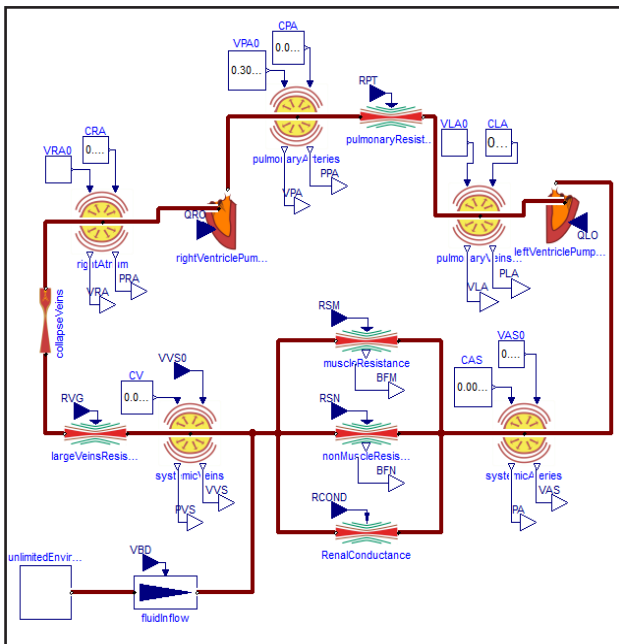 CPA
VPA0
0.0...
0.30...
RPT
pulmonaryResist...
VLA0
CLA
CRA
VRA0
0....
pulmonaryArteries
PPA
VPA
QRO
rightVentriclePum...
QLO
leftVentriclePump...
rightAtrium
PRA
VRA
pulmonaryVeins...
PLA
VLA
collapseVeins
RSM
muscleResistance
BFM
VAS0
0....
CAS
0.00...
VVS0
CV
0.0...
RVG
RSN
largeVeinsResis...
systemicVeins
nonMuscleResis...
systemicArteries
BFN
VVS
PVS
VAS
PA
RCOND
RenalConductance
unlimitedEnvir...
VBD
fluidInflow